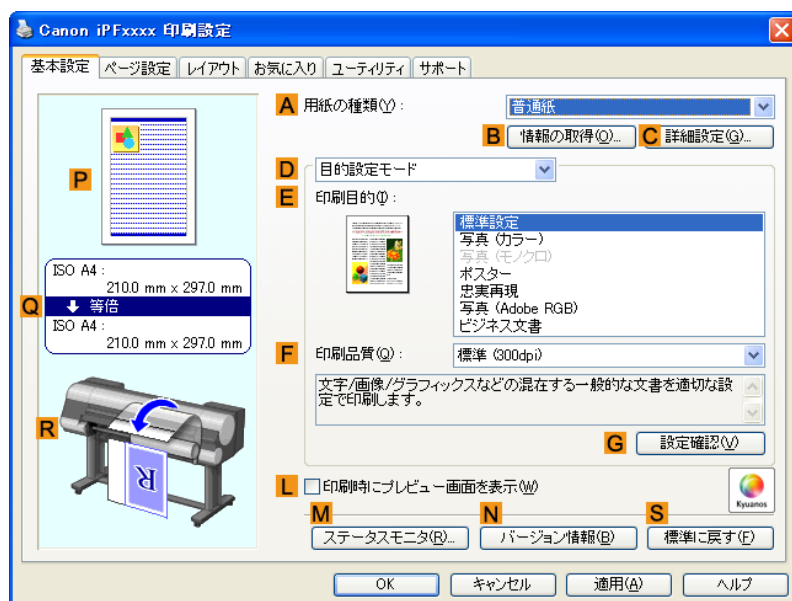 Canon iPFxxxx 印刷設定
基本設定 ページ設定 レイアウト お気に入り ユーティリティ サポート
A 用紙の種類(Y): 普通紙
B 情報の取得(O)... C 詳細設定(G)...
D 目的設定モード
E 印刷目的(I):
標準設定
写真 (カラー)
写真 (モノクロ)
ポスター
忠実再現
写真 (Adobe RGB)
ビジネス文書
F 印刷品質(Q): 標準 (300dpi)
文字/画像/グラフィックスなどの混在する一般的な文書を適切な設
定で印刷します。
G 設定確認(V)
P
ISO A4 :
210.0 mm x 297.0 mm
Q 等倍
ISO A4 :
210.0 mm x 297.0 mm
R
R
L 印刷時にプレビュー画面を表示(W)
Kyuanos
M N S
ステータスモニタ(R)... バージョン情報(B) 標準に戻す(F)
OK キャンセル 適用(A) ヘルプ